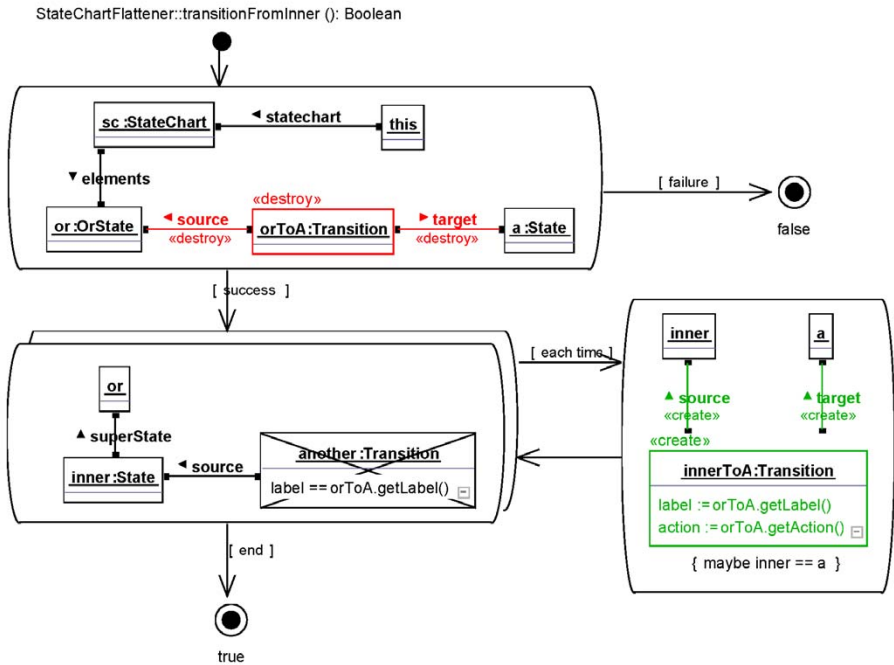 StateChartFlattener::transitionFromInner (): Boolean
sc :StateChart
◄ statechart
this
▼ elements
[ failure ]
«destroy»
or :OrState
◄ source
«destroy»
orToA:Transition
► target
«destroy»
a :State
false
[ success ]
[ each time ]
inner
a
or
▲ source
«create»
▲ target
«create»
▲ superState
«create»
inner :State
◄ source
another :Transition
label == orToA.getLabel()
innerToA:Transition
label := orToA.getLabel()
action := orToA.getAction()
{ maybe inner == a }
[ end ]
true